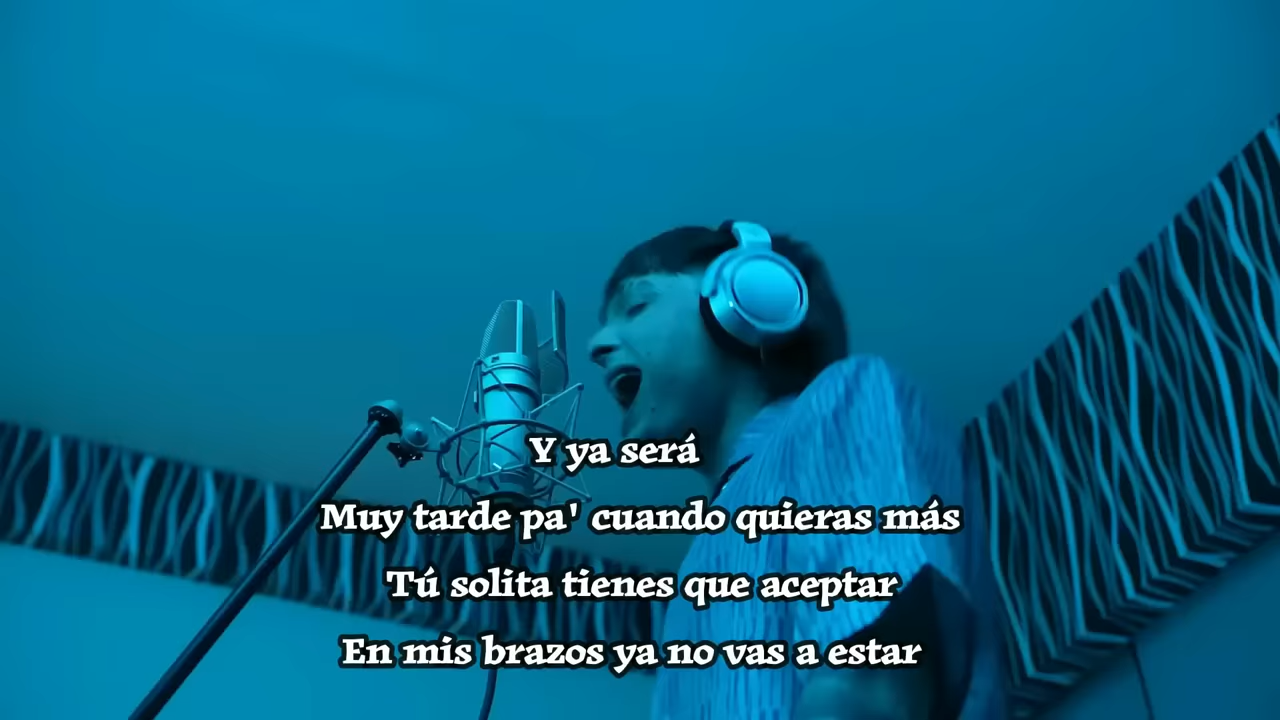 Y ya será
Muy tarde pa' cuando quieras más
Tú solita tienes que aceptar
En mis brazos ya no vas a estar